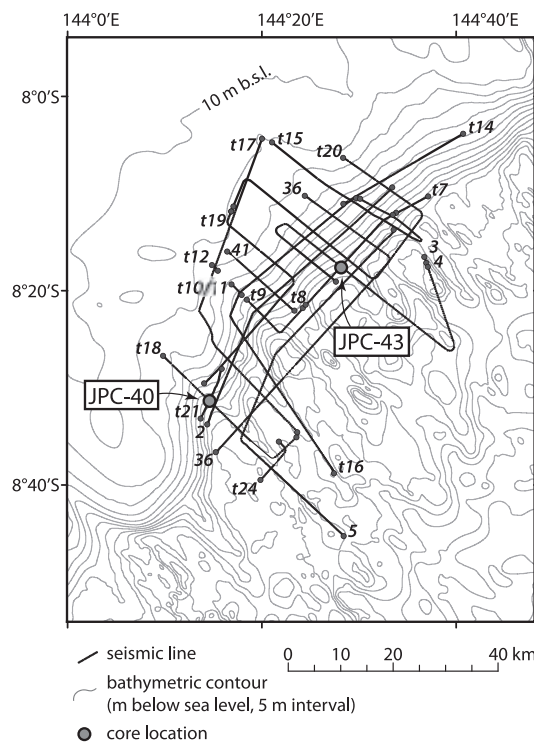 144°0'E 144°20'E 144°40'E
8°0'S
8°20'S
8°40'S
10 m b.s.l.
t17 t15 t20 t14
36 t7
t19
t12 41 3
4
t10/11 t9 t8
JPC-43
t18
JPC-40
t21
2
36 t16
t24
5
seismic line
bathymetric contour
(m below sea level, 5 m interval)
core location
0 10 20 30 40 km